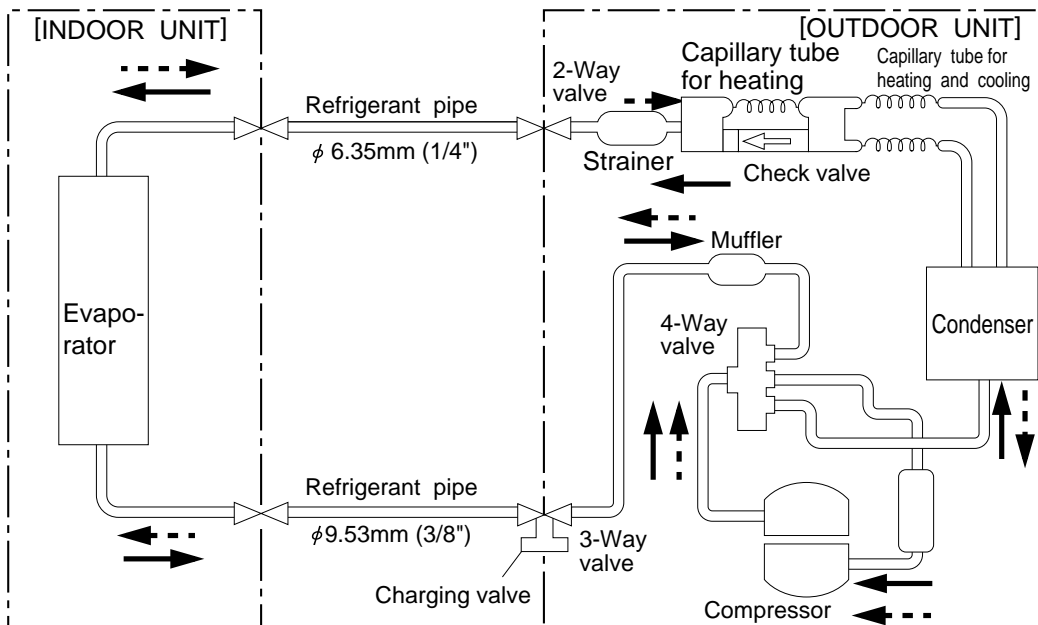 [INDOOR UNIT]
[OUTDOOR UNIT]
Capillary tube
for heating
Capillary tube for
heating and cooling
2-Way
valve
Refrigerant pipe
ϕ 6.35mm (1/4")
Strainer
Check valve
Muffler
Evapo-
rator
4-Way
valve
Condenser
Refrigerant pipe
ϕ9.53mm (3/8")
3-Way
valve
Charging valve
Compressor